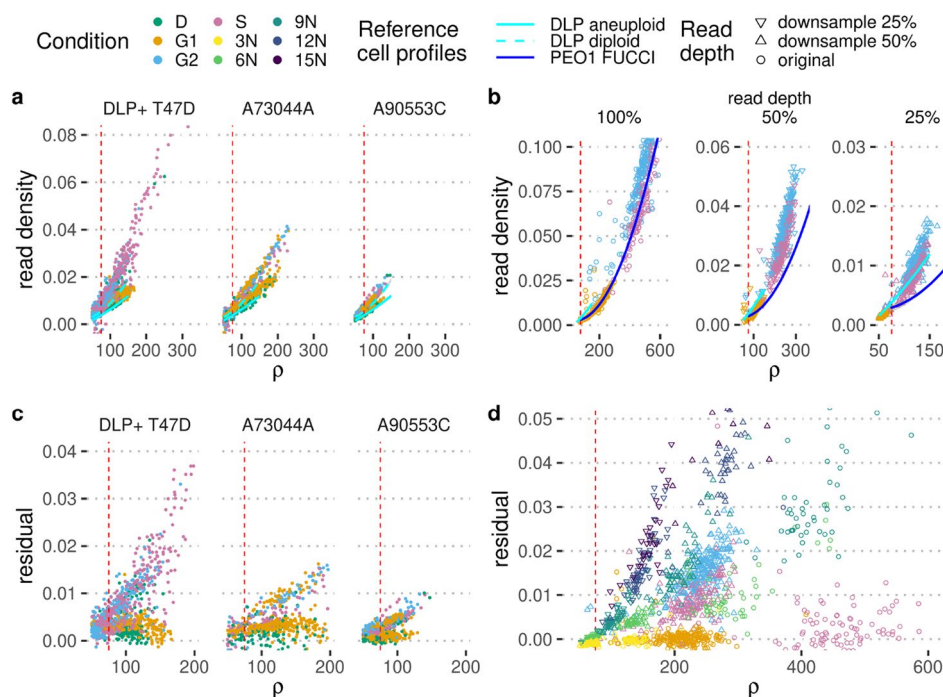 Condition
D
G1
G2
S
3N
6N
9N
12N
15N
Reference
cell profiles
DLP aneuploid
DLP diploid
PEO1 FUCCI
Read
depth
downsample 25%
downsample 50%
original
a
DLP+ T47D A73044A A90553C
read density
0.08
0.06
0.04
0.02
0.00
100 200 300 100 200 300 100 200 300
ρ
b
read depth
100% 50% 25%
read density
0.100
0.075
0.050
0.025
0.000
200 600
0.06
0.04
0.02
0.00
100 300
0.03
0.02
0.01
0.00
50 150
ρ
c
DLP+ T47D A73044A A90553C
residual
0.04
0.03
0.02
0.01
0.00
100 200 100 200 100 200
ρ
d
residual
0.05
0.04
0.03
0.02
0.01
0.00
200 400 600
ρ